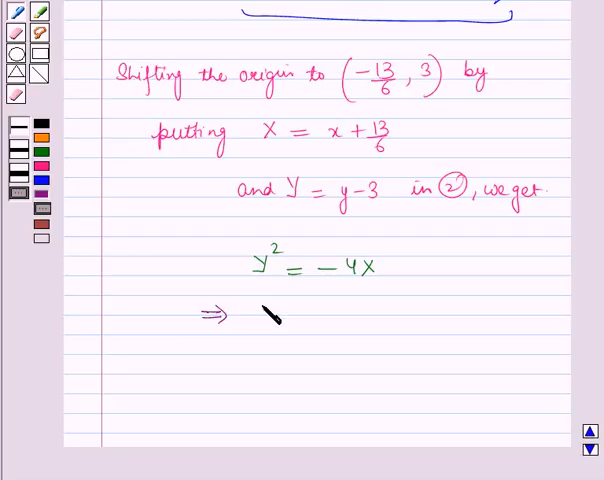 Shifting the origin to (-13/6, 3) by
putting X = x + 13/6
and Y = y - 3 in ②, we get.
Y² = - 4X
⇒